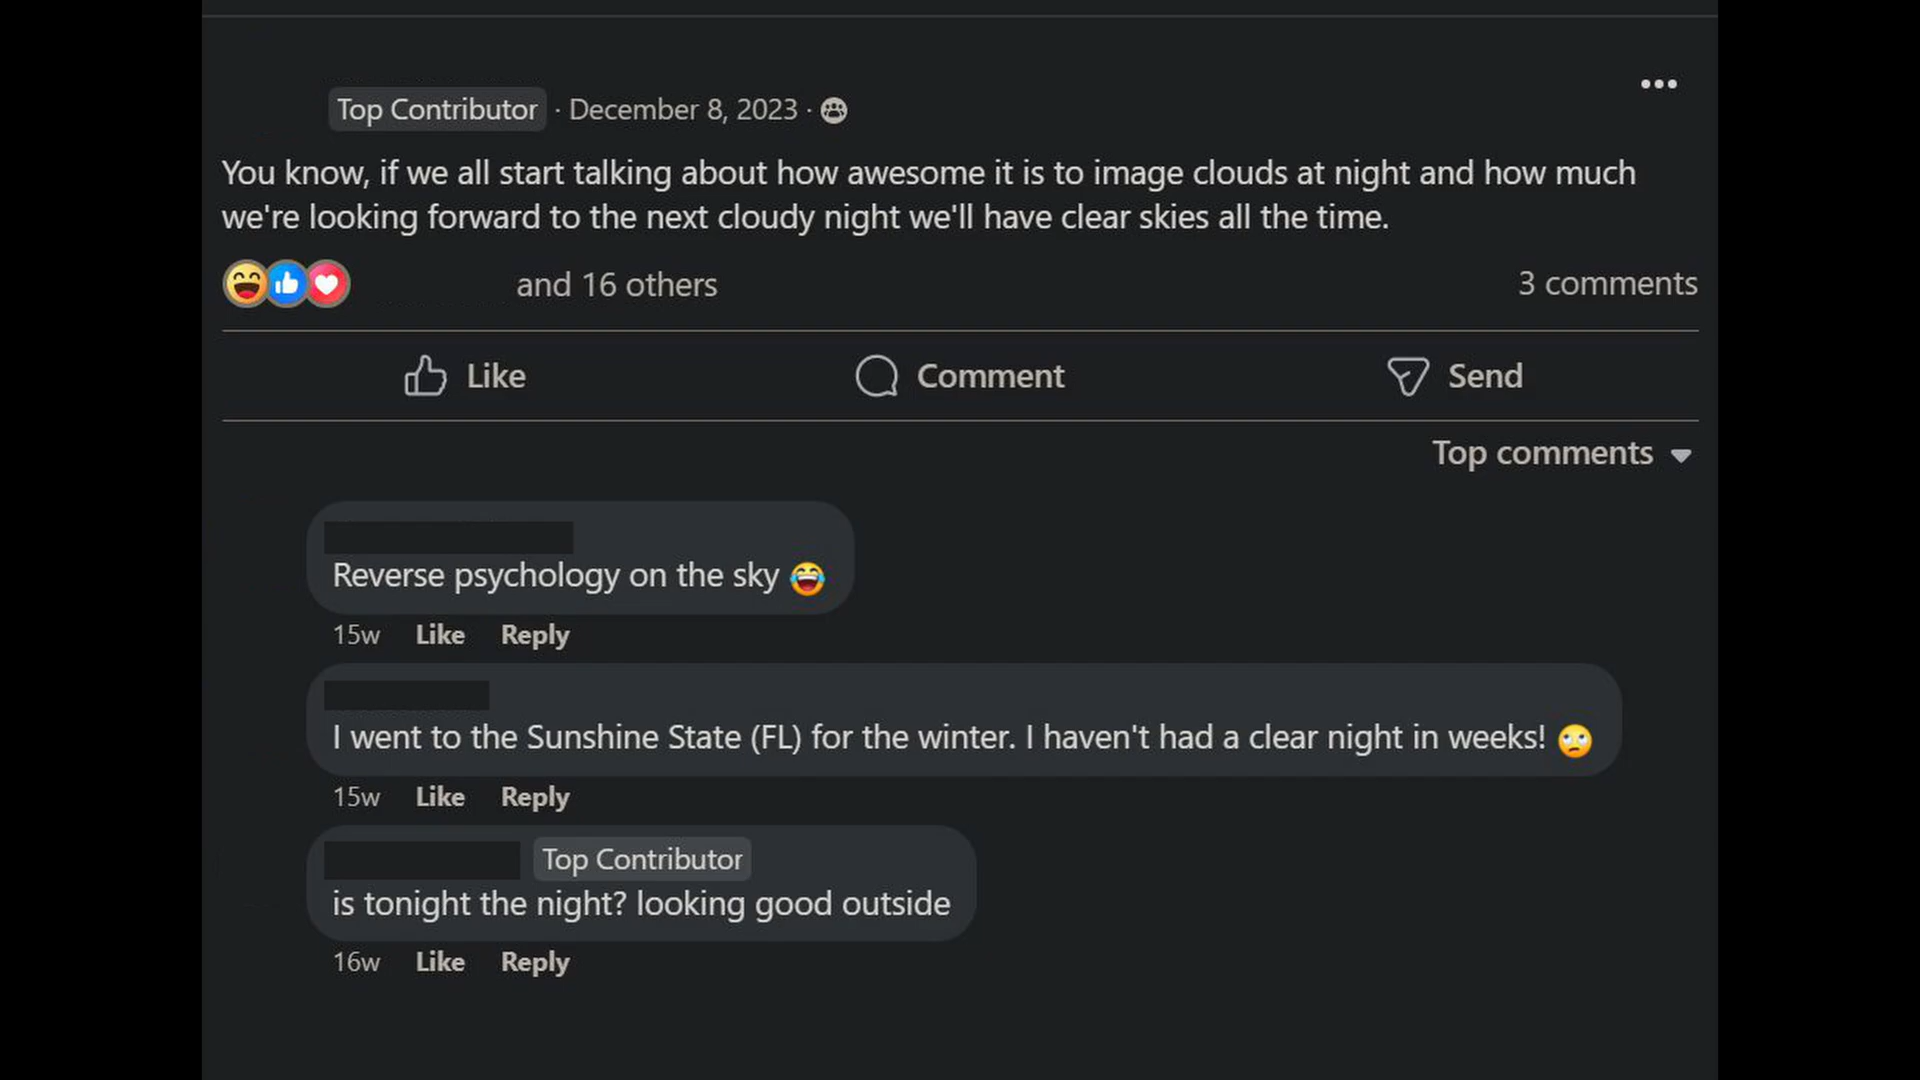 Top Contributor · December 8, 2023 ·
You know, if we all start talking about how awesome it is to image clouds at night and how much
we're looking forward to the next cloudy night we'll have clear skies all the time.
and 16 others 3 comments
Like Comment Send
Top comments
Reverse psychology on the sky 😂
15w Like Reply
I went to the Sunshine State (FL) for the winter. I haven't had a clear night in weeks! 🙄
15w Like Reply
Top Contributor
is tonight the night? looking good outside
16w Like Reply